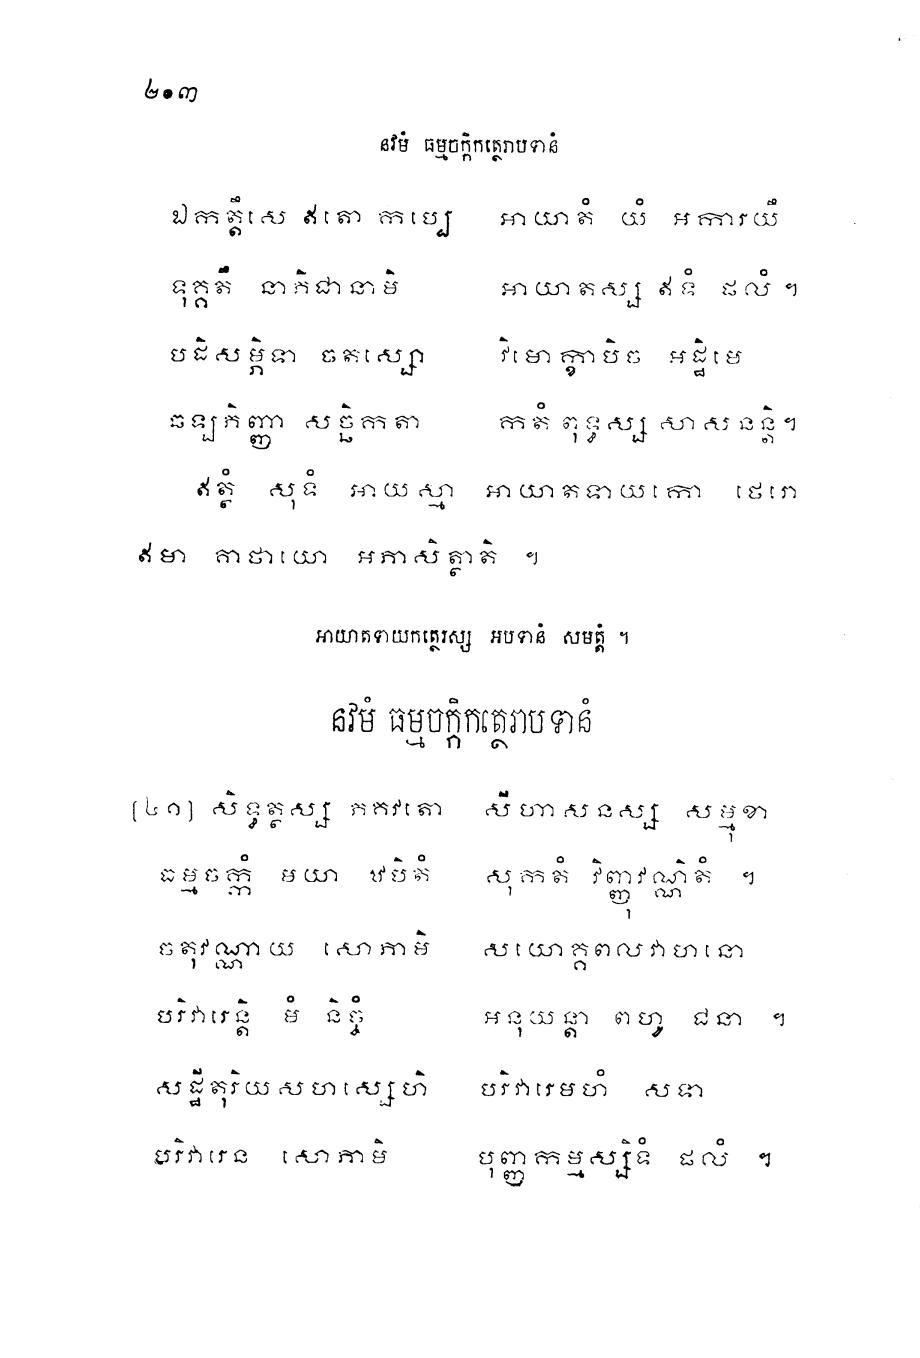 ២១៣
នវមំ ធម្មចក្កិកត្ថេរាបទានំ
ឯកត្តឹសេ ឥតោ កប្បេ អាយាតំ យំ អការយឹ
ទុគ្គតឹ នាភិជានាមិ អាយាតស្ស ឥទំ ផលំ ។
បដិសម្ភិទា ចតស្សោ វិមោក្ខាបិច អដ្ឋិមេ
ឆឡភិញ្ញា សច្ឆិកតា កតំ ពុទ្ធស្ស សាសនន្តិ។
ឥត្ថំ សុទំ អាយស្មា អាយាតទាយកោ ថេរោ
ឥមា គាថាយោ អភាសិត្ថាតិ ។
អាយាតទាយកត្ថេរស្ស អបទានំ សមត្តំ ។
នវមំ ធម្មចក្កិកត្ថេរាបទានំ
[៤១] សិទ្ធត្ថស្ស ភគវតោ សីហាសនស្ស សម្មុខា
ធម្មចក្កំ មយា ឋបិតំ សុកតំ វិញ្ញុវណ្ណិតំ ។
ចតុវណ្ណាយ សោភាមិ សយោគ្គពលវាហនោ
បរិវារេន្តិ មំ និច្ចំ អនុយន្តា ពហូ ជនា ។
សដ្ឋីតុរិយសហស្សេហិ បរិវារេមហំ សទា
បរិវារេន សោភាមិ បុញ្ញកម្មស្សិទំ ផលំ ។